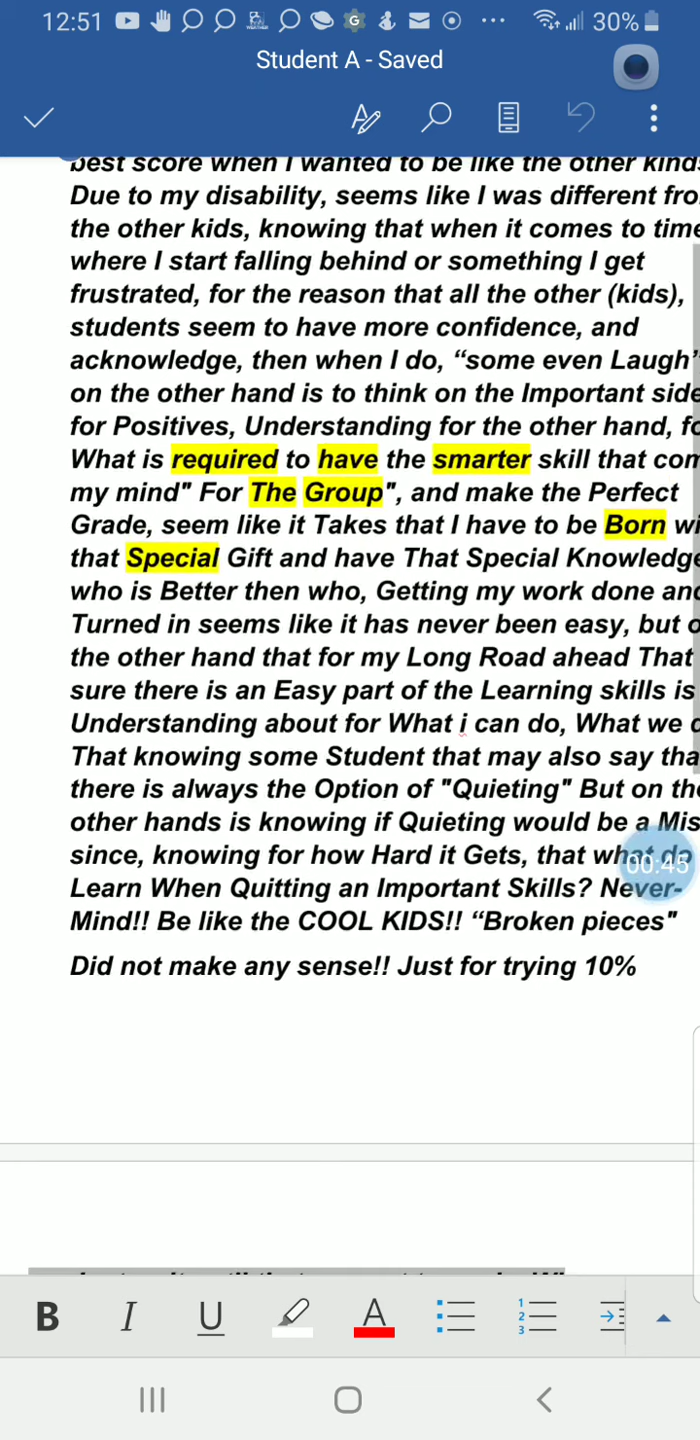 12:51 30%
Student A - Saved
best score when I wanted to be like the other kinds
Due to my disability, seems like I was different fro
the other kids, knowing that when it comes to time
where I start falling behind or something I get
frustrated, for the reason that all the other (kids),
students seem to have more confidence, and
acknowledge, then when I do, “some even Laugh”
on the other hand is to think on the Important side
for Positives, Understanding for the other hand, fo
What is required to have the smarter skill that com
my mind" For The Group", and make the Perfect
Grade, seem like it Takes that I have to be Born wi
that Special Gift and have That Special Knowledge
who is Better then who, Getting my work done and
Turned in seems like it has never been easy, but o
the other hand that for my Long Road ahead That
sure there is an Easy part of the Learning skills is
Understanding about for What i can do, What we d
That knowing some Student that may also say tha
there is always the Option of "Quieting" But on the
other hands is knowing if Quieting would be a Mis
since, knowing for how Hard it Gets, that what do
00:45
Learn When Quitting an Important Skills? Never-
Mind!! Be like the COOL KIDS!! “Broken pieces"
Did not make any sense!! Just for trying 10%
B I U A